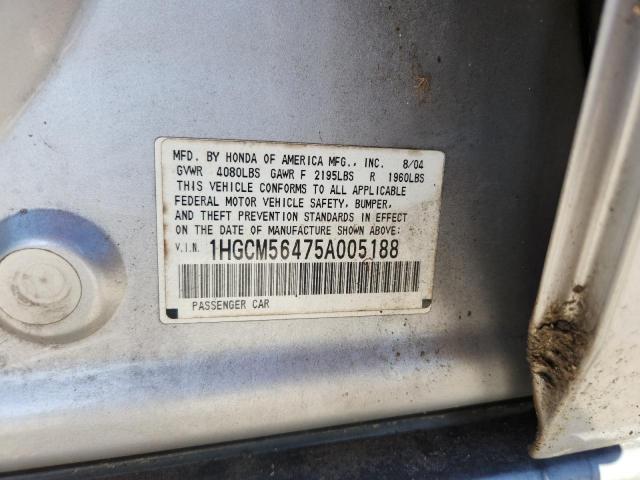 MFD. BY HONDA OF AMERICA MFG., INC. 8/04
GVWR 4080LBS GAWR F 2195LBS R 1960LBS
THIS VEHICLE CONFORMS TO ALL APPLICABLE
FEDERAL MOTOR VEHICLE SAFETY, BUMPER,
AND THEFT PREVENTION STANDARDS IN EFFECT
ON THE DATE OF MANUFACTURE SHOWN ABOVE:
V.I.N. 1HGCM56475A005188
PASSENGER CAR